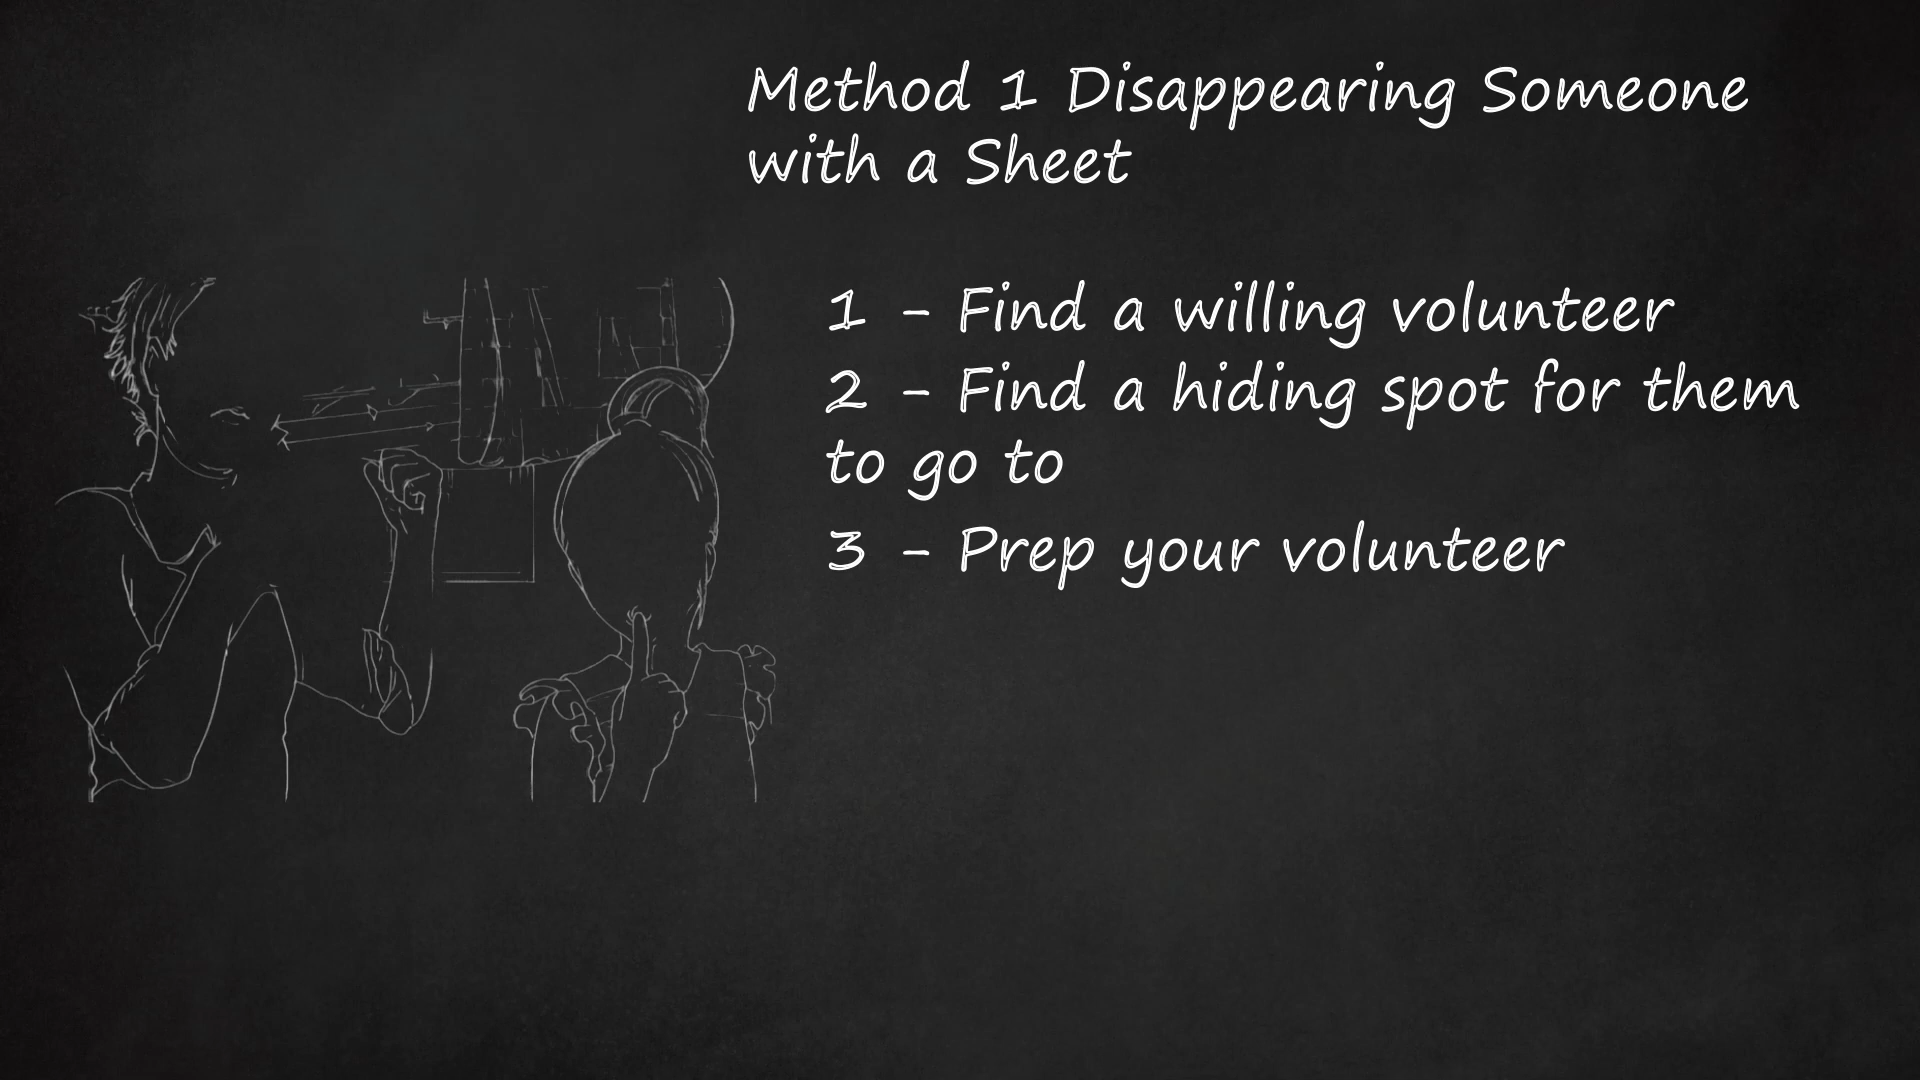 Method 1 Disappearing Someone
with a Sheet
1 - Find a willing volunteer
2 - Find a hiding spot for them
to go to
3 - Prep your volunteer